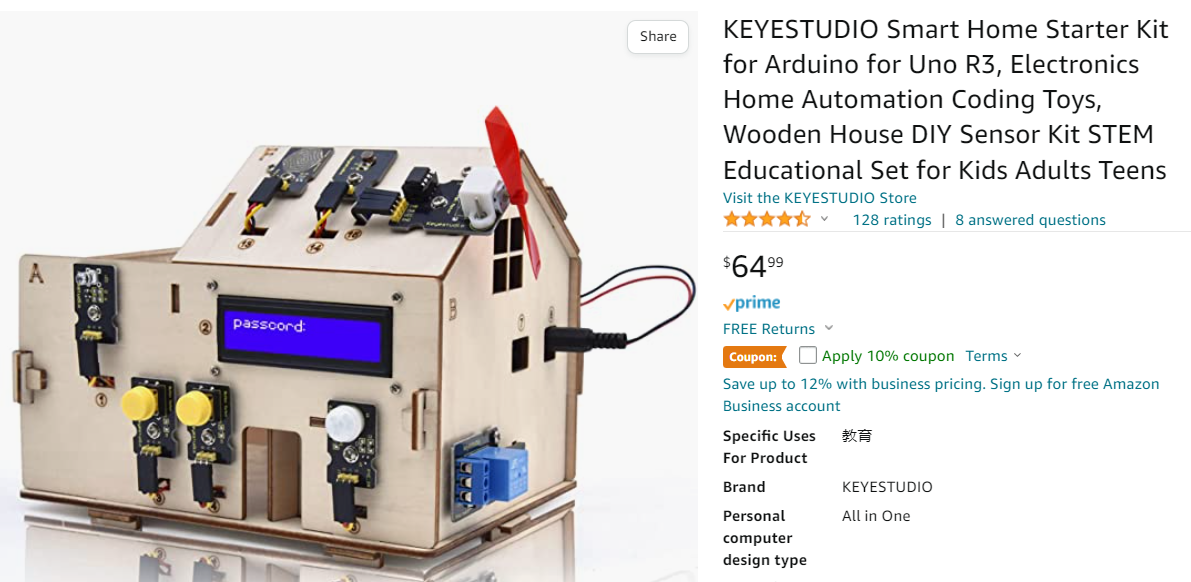 Share
KEYESTUDIO Smart Home Starter Kit
for Arduino for Uno R3, Electronics
Home Automation Coding Toys,
Wooden House DIY Sensor Kit STEM
Educational Set for Kids Adults Teens
Visit the KEYESTUDIO Store
128 ratings | 8 answered questions
$64.99
prime
FREE Returns
Coupon: Apply 10% coupon Terms
Save up to 12% with business pricing. Sign up for free Amazon
Business account
Specific Uses 教育
For Product
Brand KEYESTUDIO
Personal All in One
computer
design type
F
13
14
16
Keyestudio
A
B
2
passcord:
1